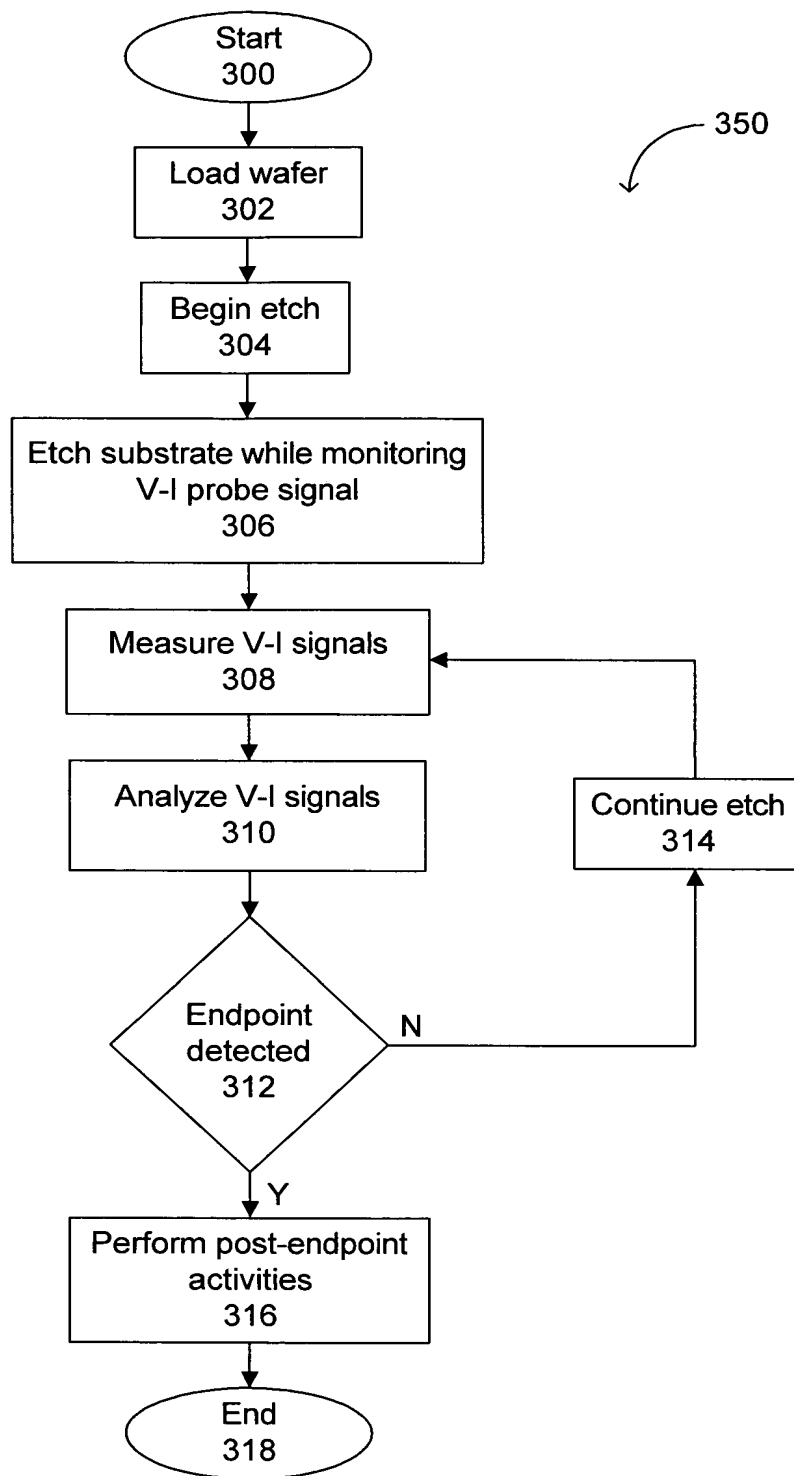 Start
300
350
Load wafer
302
Begin etch
304
Etch substrate while monitoring
V-I probe signal
306
Measure V-I signals
308
Analyze V-I signals
310
Continue etch
314
Endpoint
detected
312
N
Y
Perform post-endpoint
activities
316
End
318